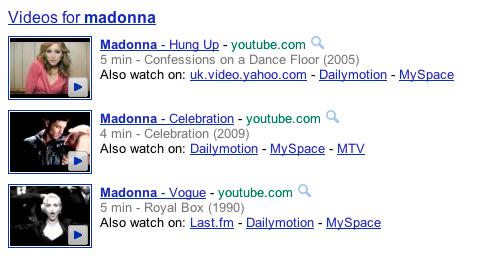 Videos for madonna
Madonna - Hung Up - youtube.com
5 min - Confessions on a Dance Floor (2005)
Also watch on: uk.video.yahoo.com - Dailymotion - MySpace
Madonna - Celebration - youtube.com
4 min - Celebration (2009)
Also watch on: Dailymotion - MySpace - MTV
Madonna - Vogue - youtube.com
5 min - Royal Box (1990)
Also watch on: Last.fm - Dailymotion - MySpace